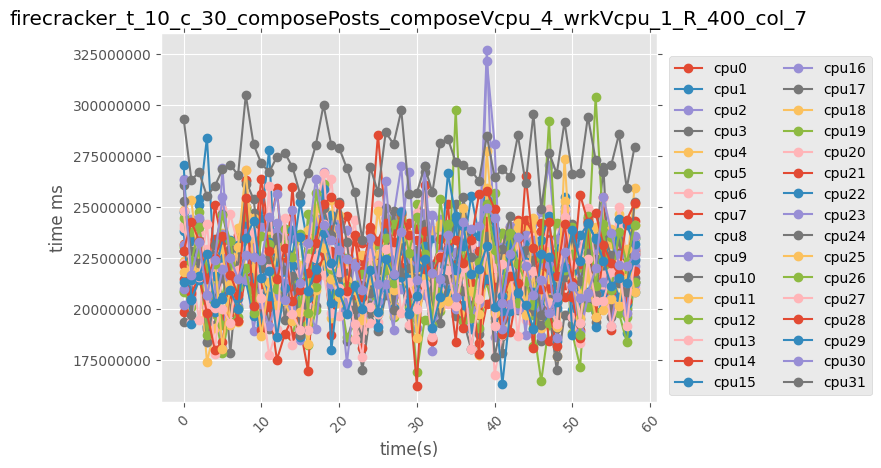 firecracker_t_10_c_30_composePosts_composeVcpu_4_wrkVcpu_1_R_400_col_7
time ms
325000000
300000000
275000000
250000000
225000000
200000000
175000000
0 10 20 30 40 50 60
time(s)
cpu0 cpu16
cpu1 cpu17
cpu2 cpu18
cpu3 cpu19
cpu4 cpu20
cpu5 cpu21
cpu6 cpu22
cpu7 cpu23
cpu8 cpu24
cpu9 cpu25
cpu10 cpu26
cpu11 cpu27
cpu12 cpu28
cpu13 cpu29
cpu14 cpu30
cpu15 cpu31